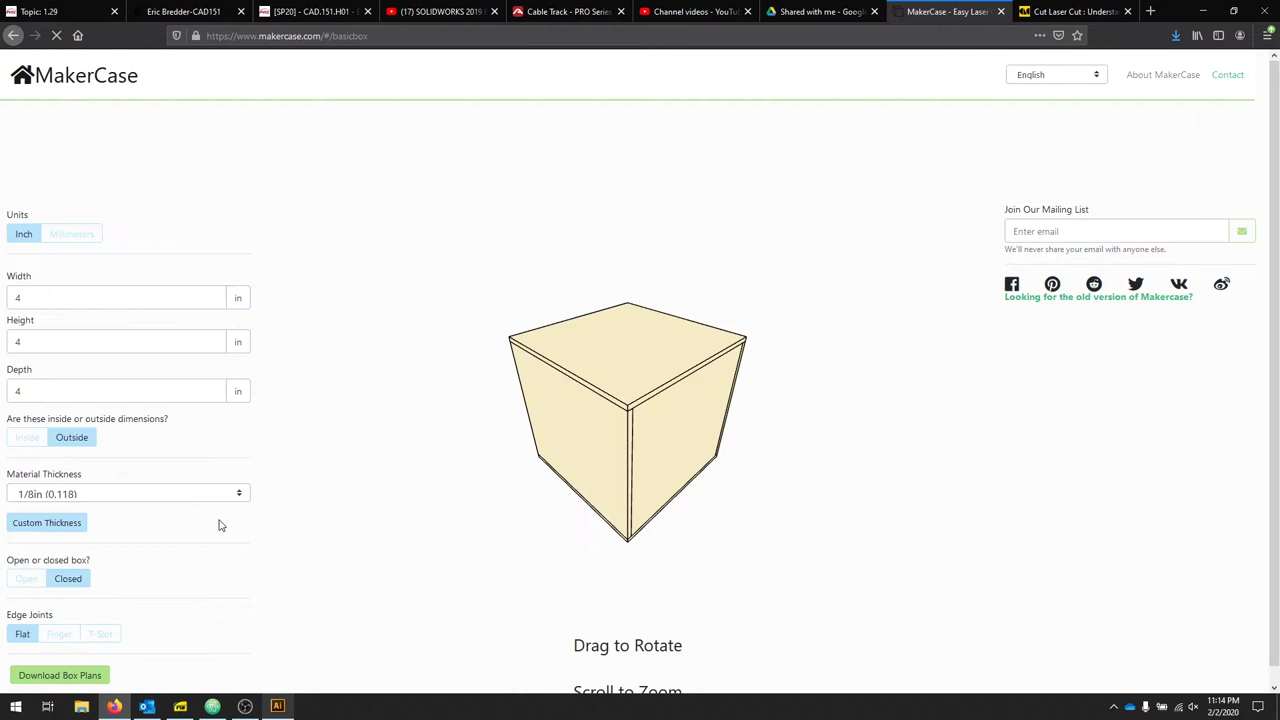 Topic: 1.29
Eric Bredder-CAD151
[SP20] - CAD.151.H01 - E
(17) SOLIDWORKS 2019 B
Cable Track - PRO Series
Channel videos - YouTu
Shared with me - Google
MakerCase - Easy Laser B
Cut Laser Cut : Understa
https://www.makercase.com/#/basicbox
MakerCase
English
About MakerCase
Contact
Units
Inch
Millimeters
Join Our Mailing List
Enter email
We'll never share your email with anyone else.
Looking for the old version of Makercase?
Width
4
in
Height
4
in
Depth
4
in
Are these inside or outside dimensions?
Inside
Outside
Material Thickness
1/8in (0.118)
Custom Thickness
Open or closed box?
Open
Closed
Edge Joints
Flat
Finger
T-Slot
Download Box Plans
Drag to Rotate
Scroll to Zoom
11:14 PM
2/2/2020